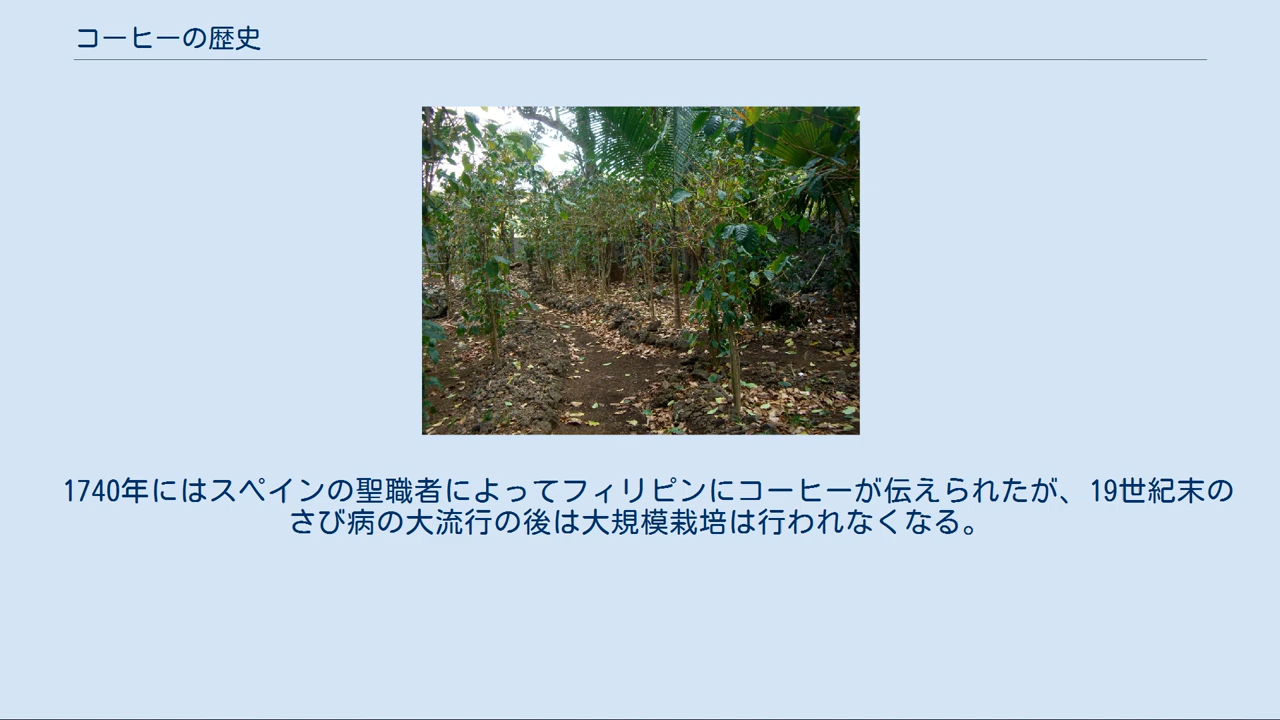 コーヒーの歴史
1740年にはスペインの聖職者によってフィリピンにコーヒーが伝えられたが、19世紀末の
さび病の大流行の後は大規模栽培は行われなくなる。